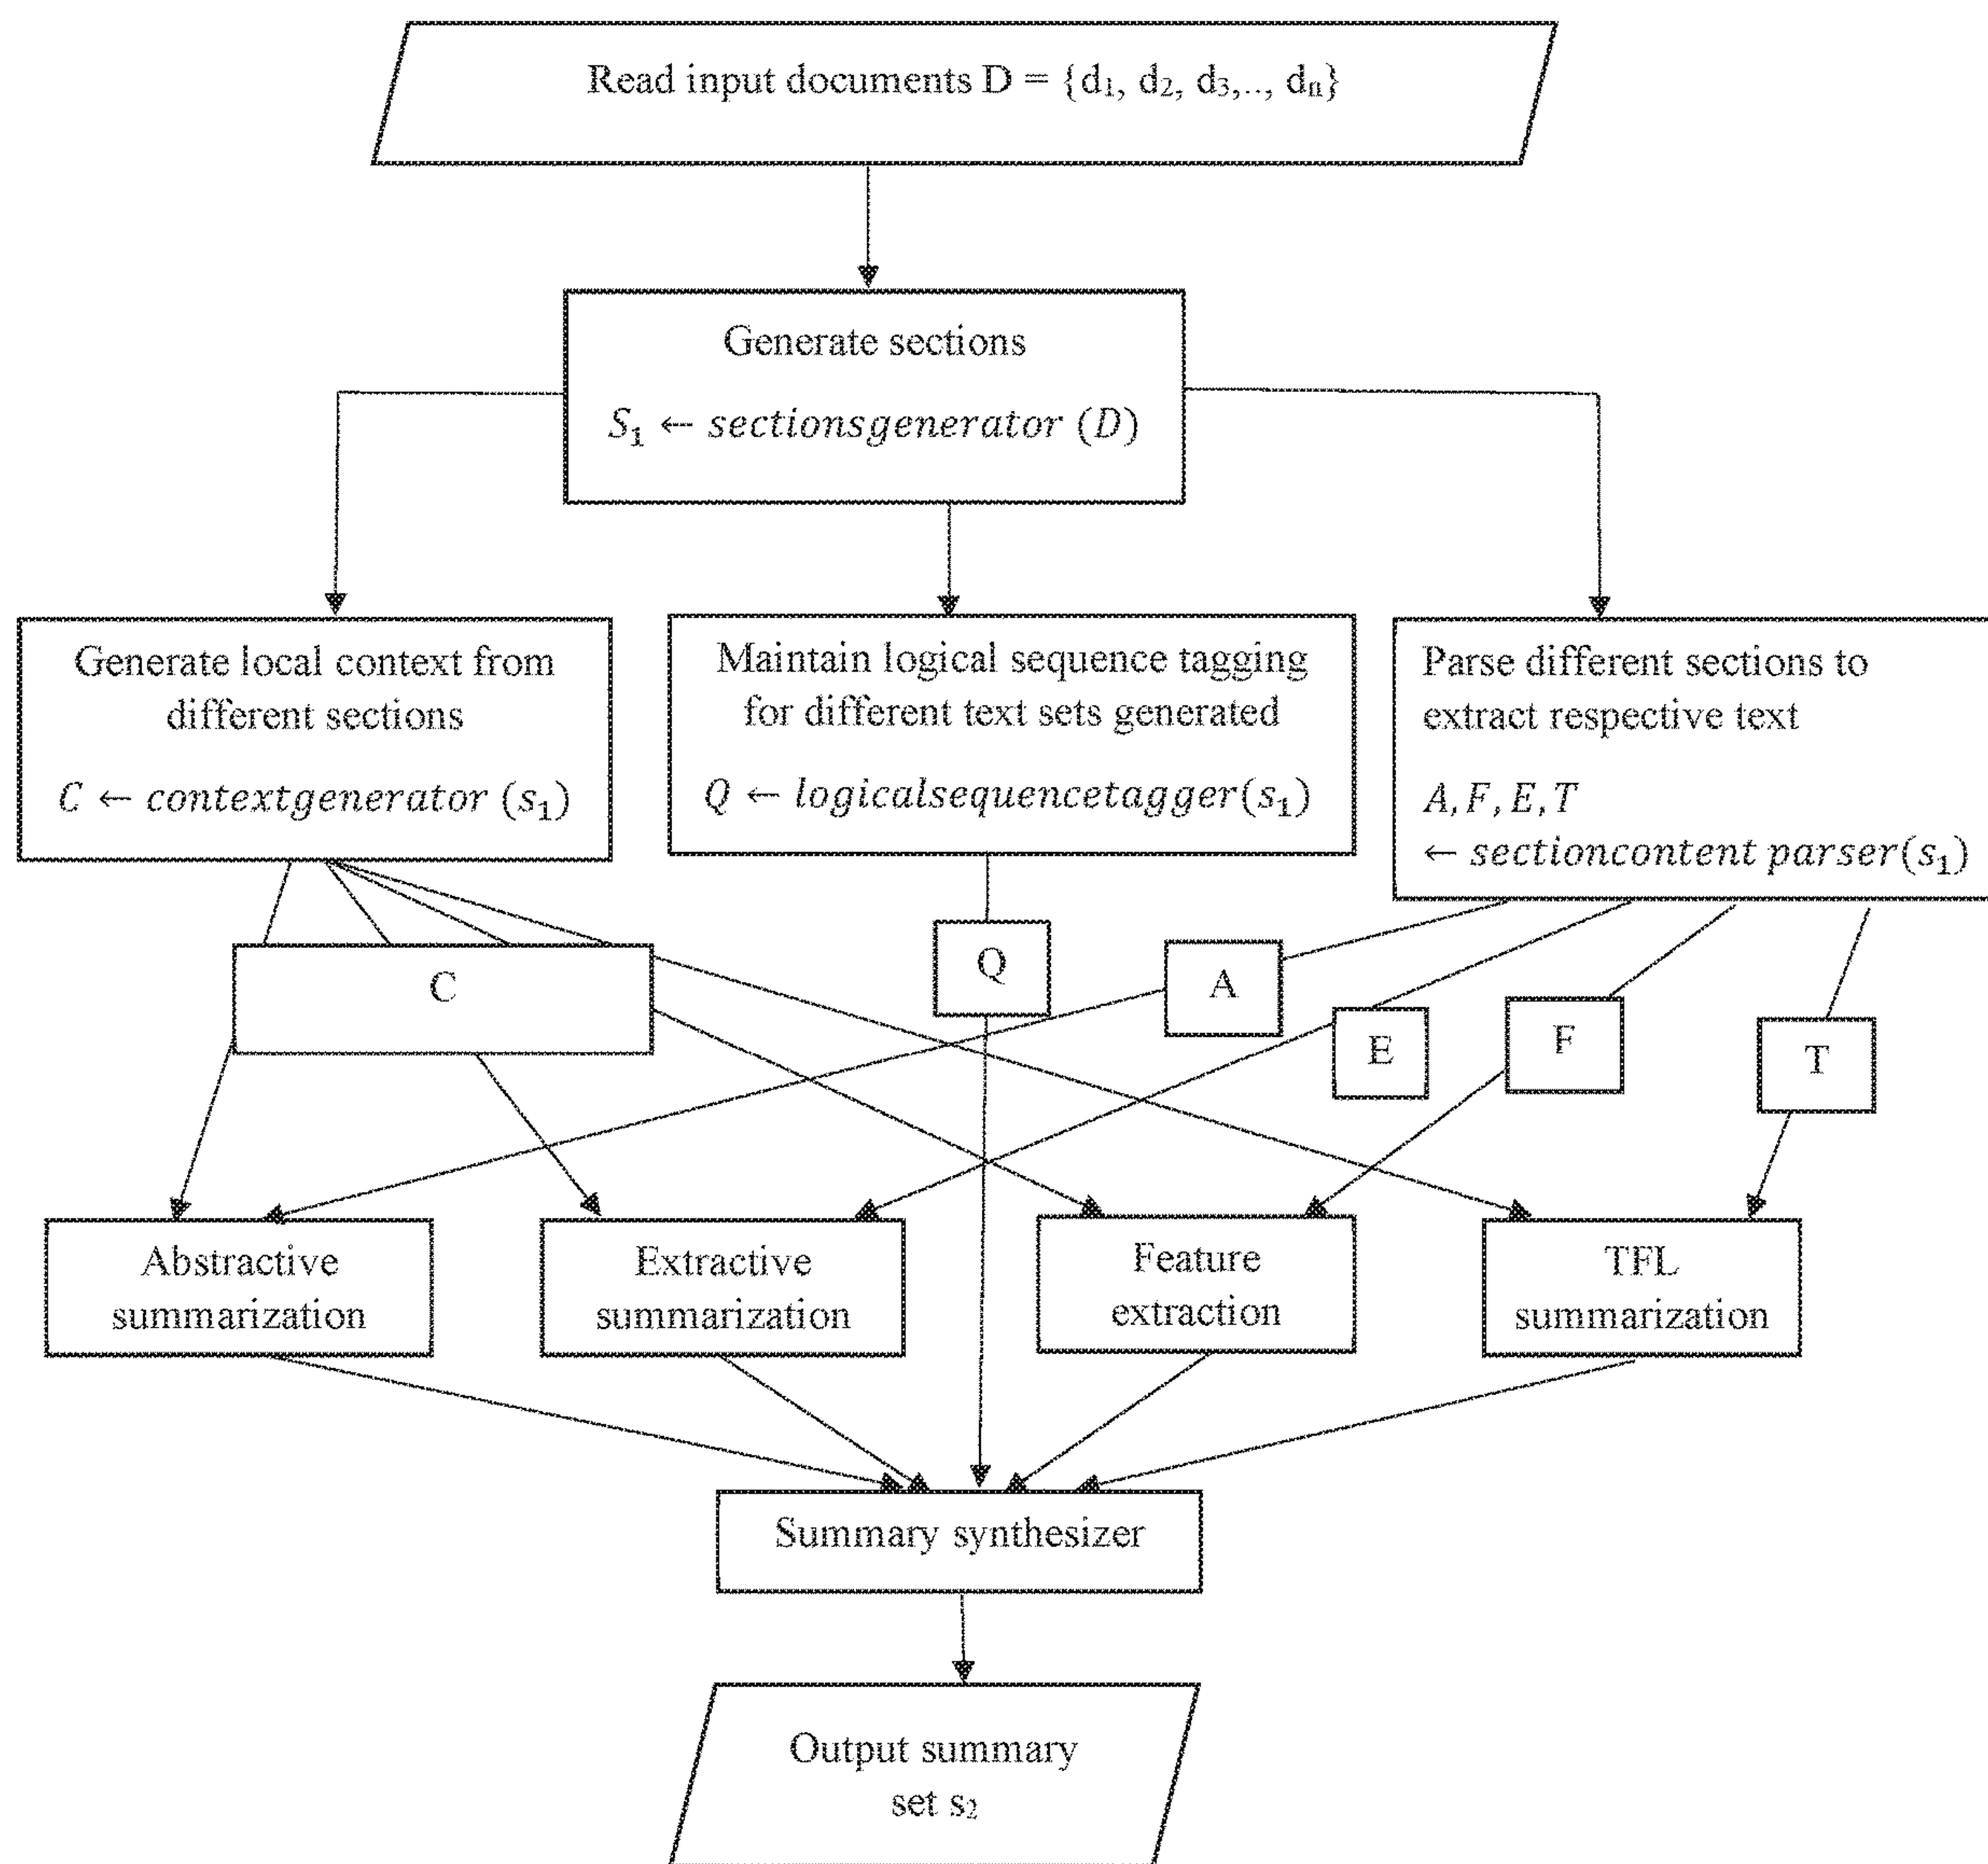 Read input documents D = {d₁, d₂, d₃,.., dₙ}
Generate sections
S₁ ← sectionsgenerator (D)
Generate local context from
different sections
C ← contextgenerator (s₁)
Maintain logical sequence tagging
for different text sets generated
Q ← logicalsequencetagger(s₁)
Parse different sections to
extract respective text
A, F, E, T
← sectioncontent parser(s₁)
C
Q
A
E
F
T
Abstractive
summarization
Extractive
summarization
Feature
extraction
TFL
summarization
Summary synthesizer
Output summary
set s₂